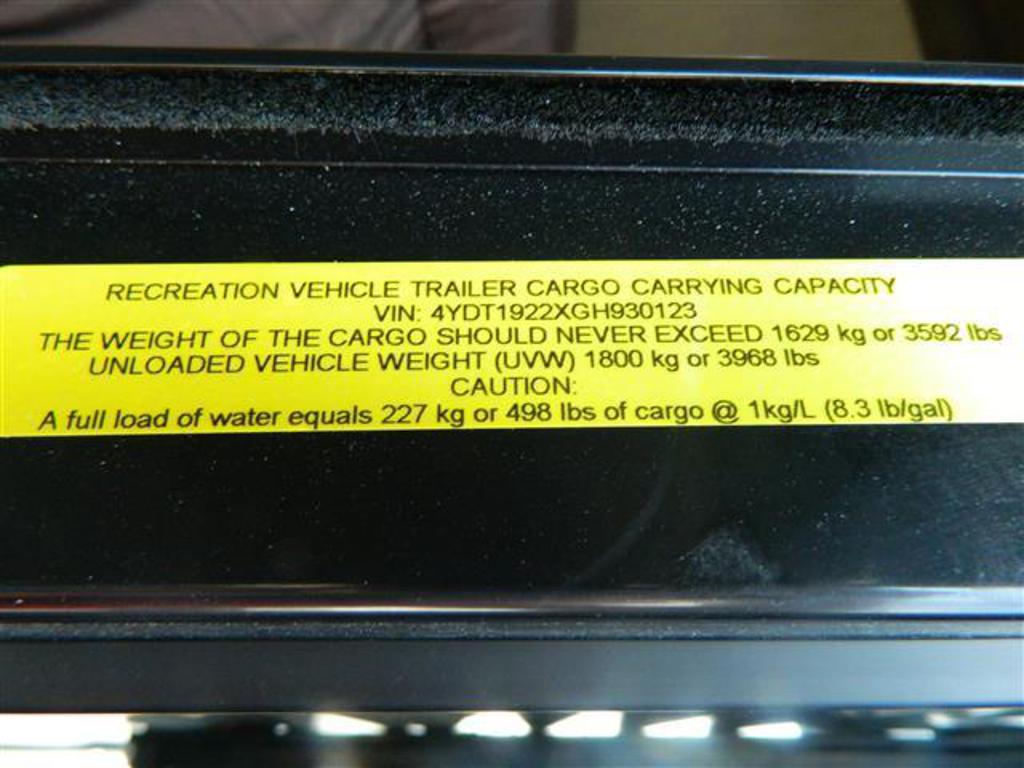 RECREATION VEHICLE TRAILER CARGO CARRYING CAPACITY
VIN: 4YDT1922XGH930123
THE WEIGHT OF THE CARGO SHOULD NEVER EXCEED 1629 kg or 3592 lbs
UNLOADED VEHICLE WEIGHT (UVW) 1800 kg or 3968 lbs
CAUTION:
A full load of water equals 227 kg or 498 lbs of cargo @ 1kg/L (8.3 lb/gal)